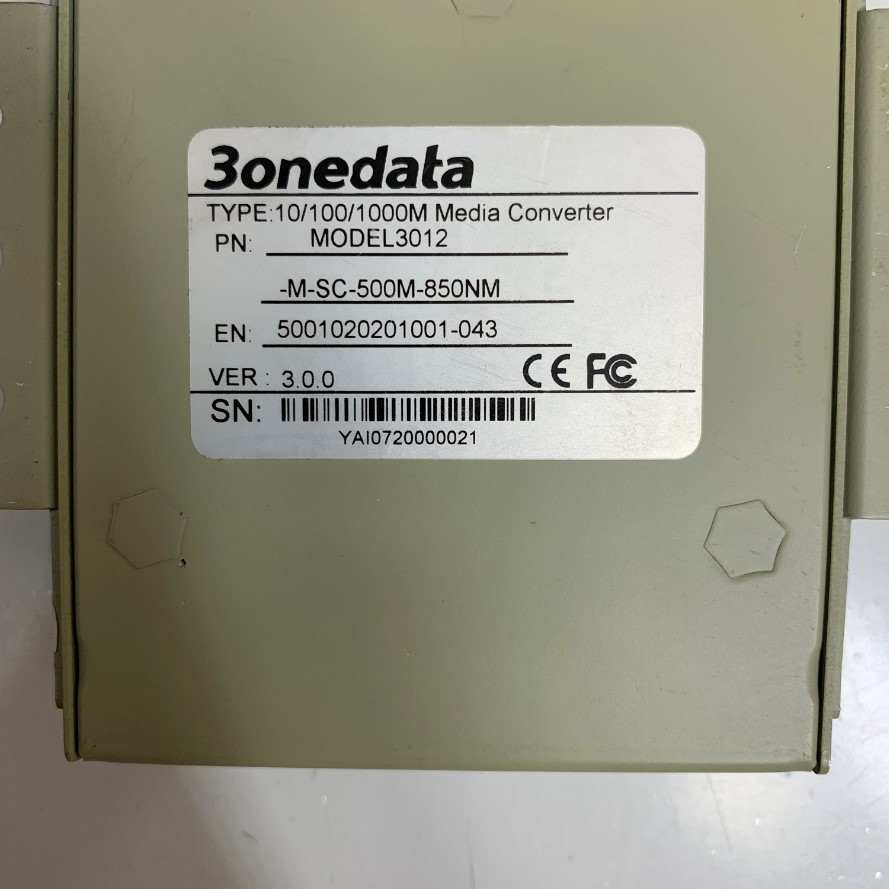 3onedata
TYPE:10/100/1000M Media Converter
PN: MODEL3012
-M-SC-500M-850NM
EN: 5001020201001-043
VER : 3.0.0
CE FC
SN:
YAI0720000021